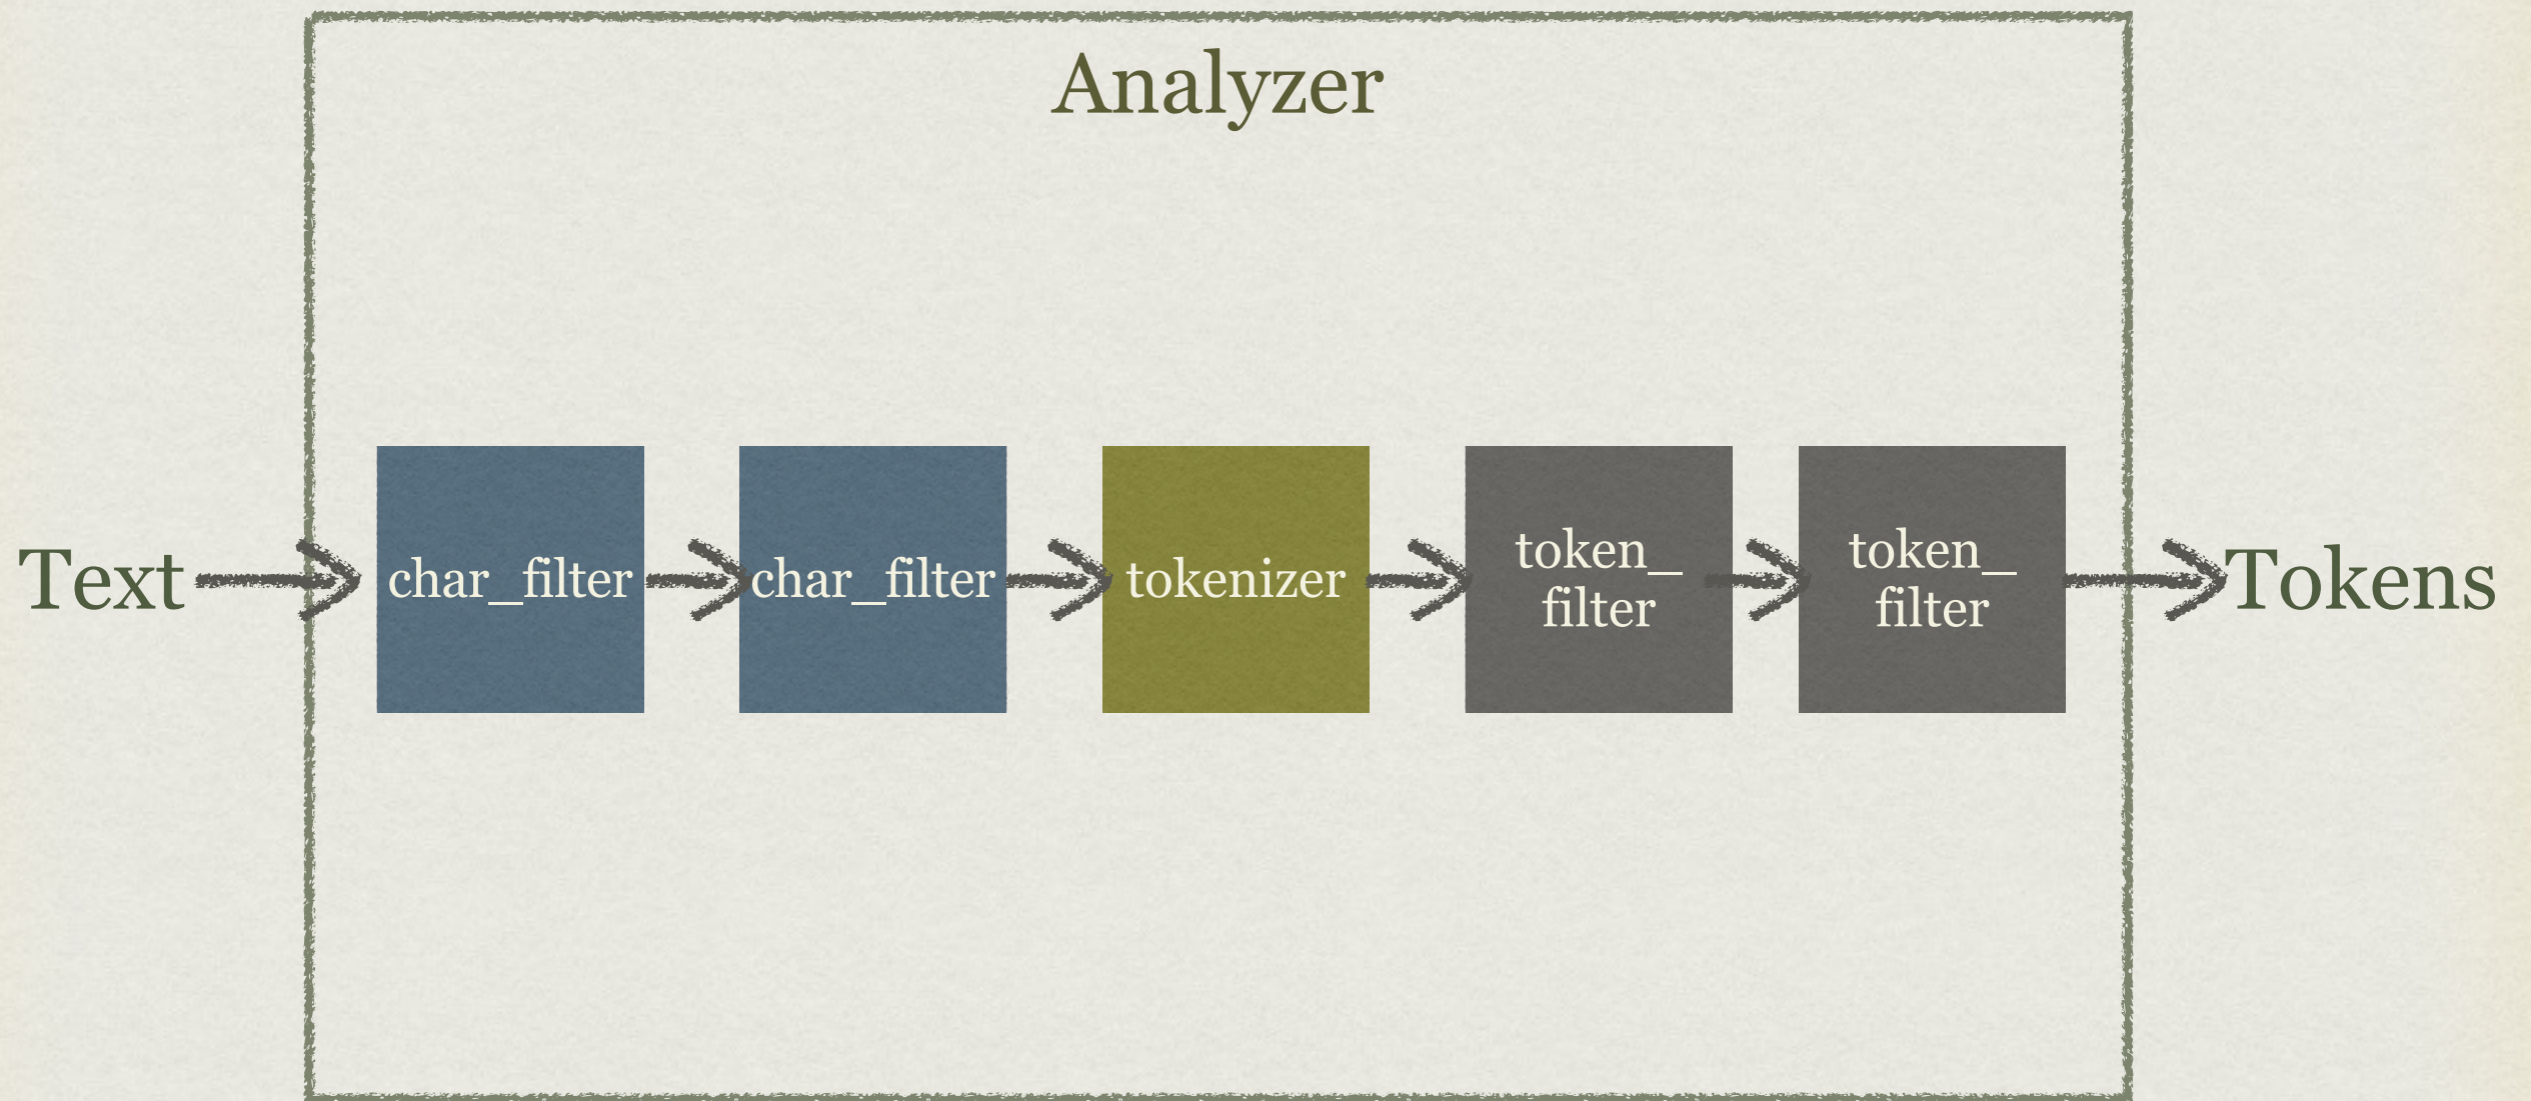 Analyzer
Text
char_filter
char_filter
tokenizer
token_
filter
token_
filter
Tokens